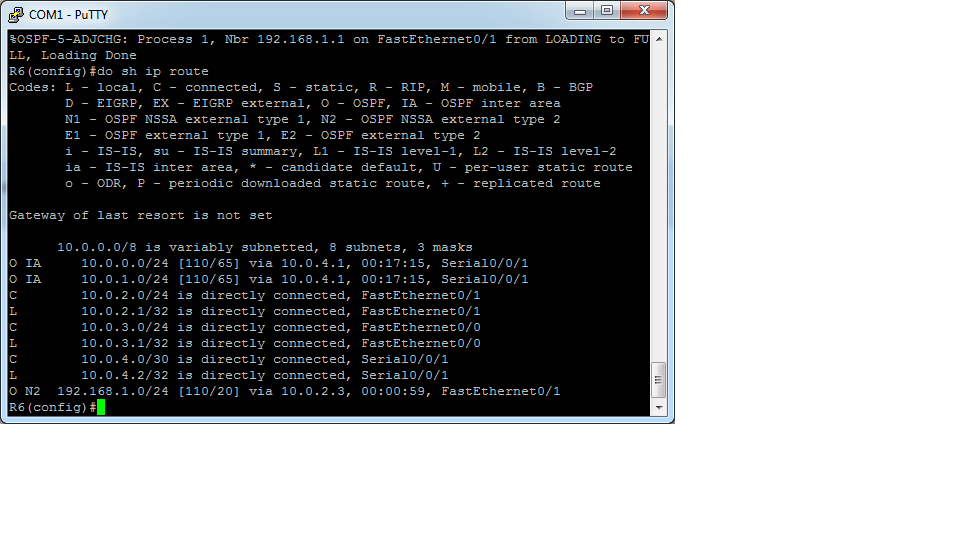 COM1 - PuTTY
%OSPF-5-ADJCHG: Process 1, Nbr 192.168.1.1 on FastEthernet0/1 from LOADING to FU
LL, Loading Done
R6(config)#do sh ip route
Codes: L - local, C - connected, S - static, R - RIP, M - mobile, B - BGP
       D - EIGRP, EX - EIGRP external, O - OSPF, IA - OSPF inter area
       N1 - OSPF NSSA external type 1, N2 - OSPF NSSA external type 2
       E1 - OSPF external type 1, E2 - OSPF external type 2
       i - IS-IS, su - IS-IS summary, L1 - IS-IS level-1, L2 - IS-IS level-2
       ia - IS-IS inter area, * - candidate default, U - per-user static route
       o - ODR, P - periodic downloaded static route, + - replicated route

Gateway of last resort is not set

      10.0.0.0/8 is variably subnetted, 8 subnets, 3 masks
O IA     10.0.0.0/24 [110/65] via 10.0.4.1, 00:17:15, Serial0/0/1
O IA     10.0.1.0/24 [110/65] via 10.0.4.1, 00:17:15, Serial0/0/1
C        10.0.2.0/24 is directly connected, FastEthernet0/1
L        10.0.2.1/32 is directly connected, FastEthernet0/1
C        10.0.3.0/24 is directly connected, FastEthernet0/0
L        10.0.3.1/32 is directly connected, FastEthernet0/0
C        10.0.4.0/30 is directly connected, Serial0/0/1
L        10.0.4.2/32 is directly connected, Serial0/0/1
O N2  192.168.1.0/24 [110/20] via 10.0.2.3, 00:00:59, FastEthernet0/1
R6(config)#